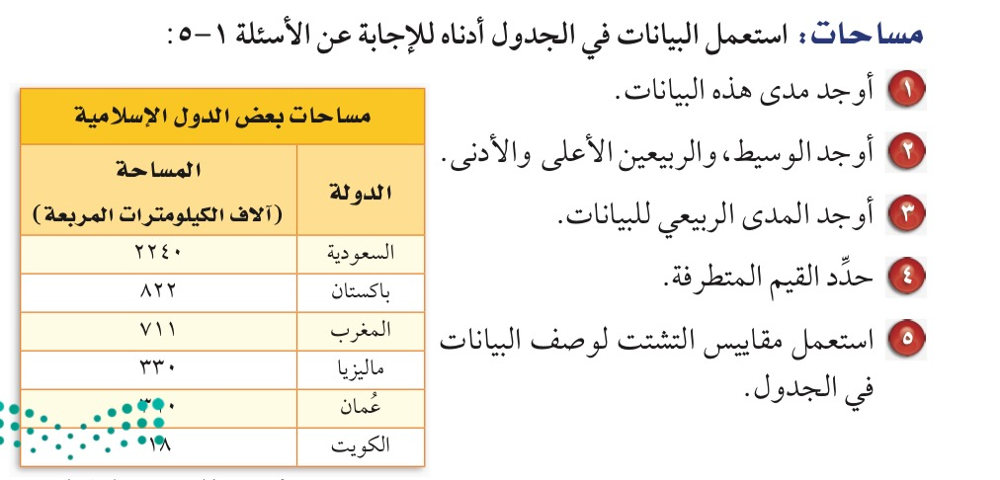 مساحات: استعمل البيانات في الجدول أدناه للإجابة عن الأسئلة ١-٥:
١ أوجد مدى هذه البيانات.
٢ أوجد الوسيط، والربيعين الأعلى والأدنى.
٣ أوجد المدى الربيعي للبيانات.
٤ حدِّد القيم المتطرفة.
٥ استعمل مقاييس التشتت لوصف البيانات
في الجدول.
مساحات بعض الدول الإسلامية
الدولة المساحة
(آلاف الكيلومترات المربعة)
السعودية ٢٢٤٠
باكستان ٨٢٢
المغرب ٧١١
ماليزيا ٣٣٠
عُمان
الكويت ١٨